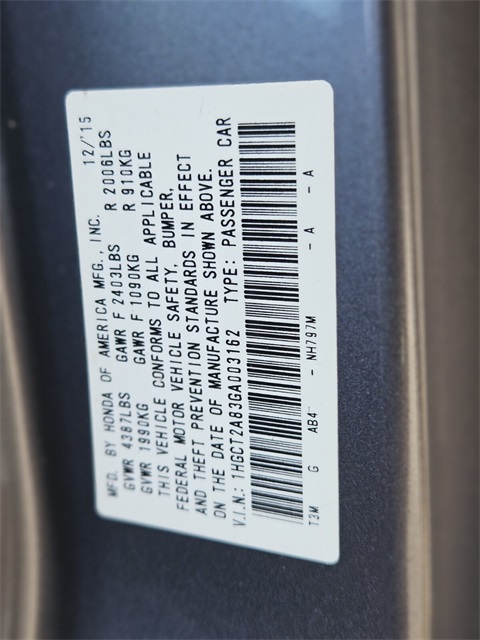 MFD. BY HONDA OF AMERICA MFG., INC. 12/'15
GVWR 4387LBS GAWR F 2403LBS R 2006LBS
GVWR 1990KG GAWR F 1090KG R 910KG
THIS VEHICLE CONFORMS TO ALL APPLICABLE
FEDERAL MOTOR VEHICLE SAFETY, BUMPER,
AND THEFT PREVENTION STANDARDS IN EFFECT
ON THE DATE OF MANUFACTURE SHOWN ABOVE.
V.I.N.: 1HGCT2A83GA003162 TYPE: PASSENGER CAR
T3M G AB4 - NH797M - A - A